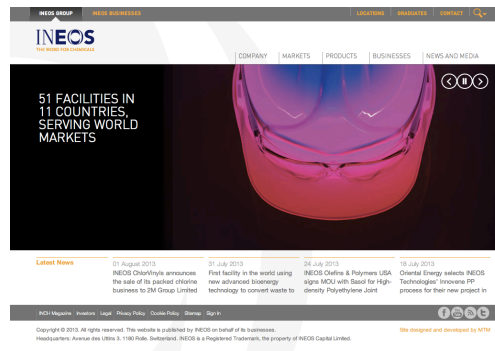 INEOS GROUP
INEOS BUSINESSES
LOCATIONS
GRADUATES
CONTACT
INEOS
THE WORD FOR CHEMICALS
COMPANY
MARKETS
PRODUCTS
BUSINESSES
NEWS AND MEDIA
51 FACILITIES IN
11 COUNTRIES,
SERVING WORLD
MARKETS
Latest News
01 August 2013
INEOS ChlorVinyls announces
the sale of its packed chlorine
business to 2M Group Limited
31 July 2013
First facility in the world using
new advanced bioenergy
technology to convert waste to
24 July 2013
INEOS Olefins & Polymers USA
signs MOU with Sasol for High-
density Polyethylene Joint
18 July 2013
Oriental Energy selects INEOS
Technologies' Innovene PP
process for their new project in
INCH Magazine Investors Legal Privacy Policy Cookie Policy Sitemap Sign In
Copyright © 2013. All rights reserved. This website is published by INEOS on behalf of its businesses.
Site designed and developed by MTM
Headquarters: Avenue des Uttins 3. 1180 Rolle. Switzerland. INEOS is a Registered Trademark, the property of INEOS Capital Limited.